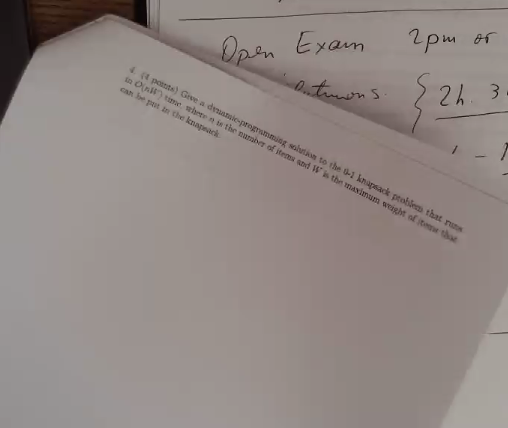 Open Exam 2pm or
{ 2h. 3
4. (4 points) Give a dynamic-programming solution to the 0-1 knapsack problem that runs
in O(nW) time, where n is the number of items and W is the maximum weight of items that
can be put in the knapsack.